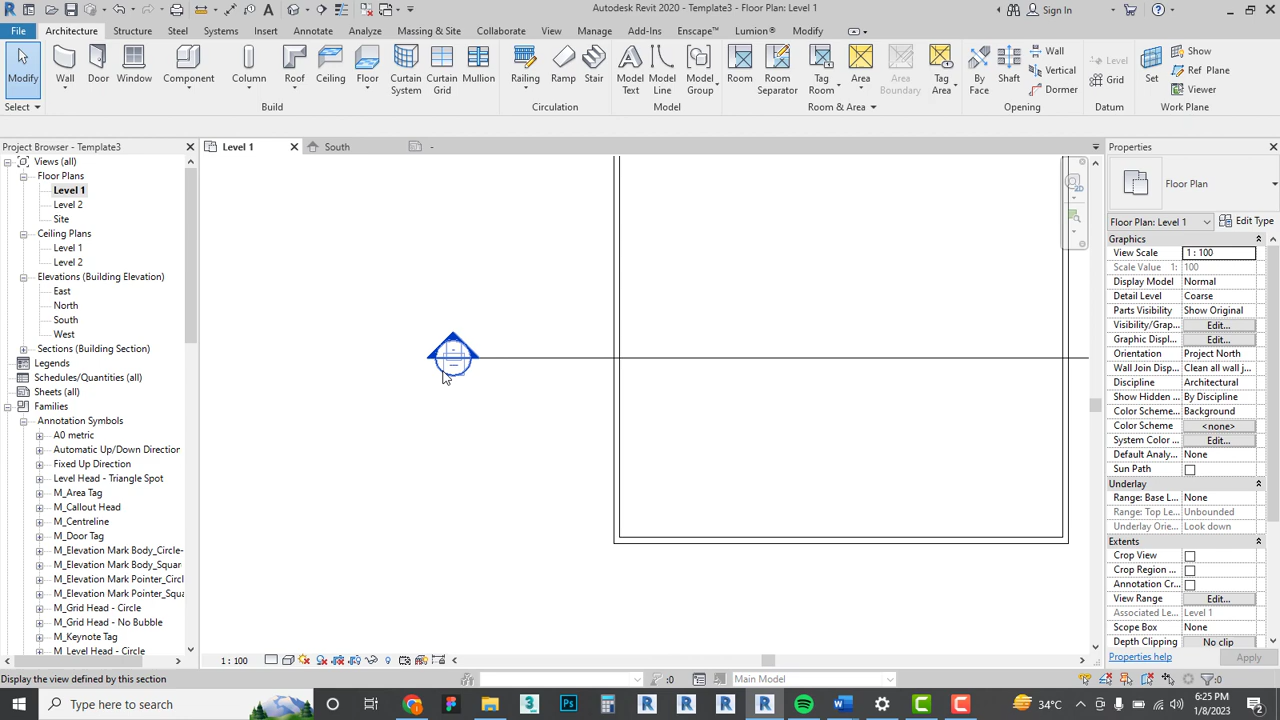 Autodesk Revit 2020 - Template3 - Floor Plan: Level 1
Sign In
File Architecture Structure Steel Systems Insert Annotate Analyze Massing & Site Collaborate View Manage Add-Ins Enscape™ Lumion® Modify
Modify Wall Door Window Component Column Roof Ceiling Floor Curtain System Curtain Grid Mullion Railing Ramp Stair Model Text Model Line Model Group Room Room Separator Tag Room Area Area Boundary Tag Area By Face Shaft Wall Vertical Dormer Level Grid Set Show Ref Plane Viewer
Select Build Circulation Model Room & Area Opening Datum Work Plane
Project Browser - Template3
Level 1 South -
Properties
Views (all)
Floor Plans
Level 1
Level 2
Site
Ceiling Plans
Level 1
Level 2
Elevations (Building Elevation)
East
North
South
West
Sections (Building Section)
Legends
Schedules/Quantities (all)
Sheets (all)
Families
Annotation Symbols
A0 metric
Automatic Up/Down Direction
Fixed Up Direction
Level Head - Triangle Spot
M_Area Tag
M_Callout Head
M_Centreline
M_Door Tag
M_Elevation Mark Body_Circle-
M_Elevation Mark Body_Squar
M_Elevation Mark Pointer_Circ
M_Elevation Mark Pointer_Squa
M_Grid Head - Circle
M_Grid Head - No Bubble
M_Keynote Tag
M_Level Head - Circle
2D
Floor Plan
Floor Plan: Level 1 Edit Type
Graphics
View Scale 1 : 100
Scale Value 1: 100
Display Model Normal
Detail Level Coarse
Parts Visibility Show Original
Visibility/Grap... Edit...
Graphic Displ... Edit...
Orientation Project North
Wall Join Disp... Clean all wall j...
Discipline Architectural
Show Hidden ... By Discipline
Color Scheme... Background
Color Scheme <none>
System Color ... Edit...
Default Analy... None
Sun Path
Underlay
Range: Base L... None
Range: Top Le... Unbounded
Underlay Orie... Look down
Extents
Crop View
Crop Region ...
Annotation Cr...
View Range Edit...
Associated Le... Level 1
Scope Box None
Depth Clipping No clip
Properties help Apply
1 : 100
Display the view defined by this section
:0 Main Model :0
Type here to search
34°C
6:25 PM
1/8/2023